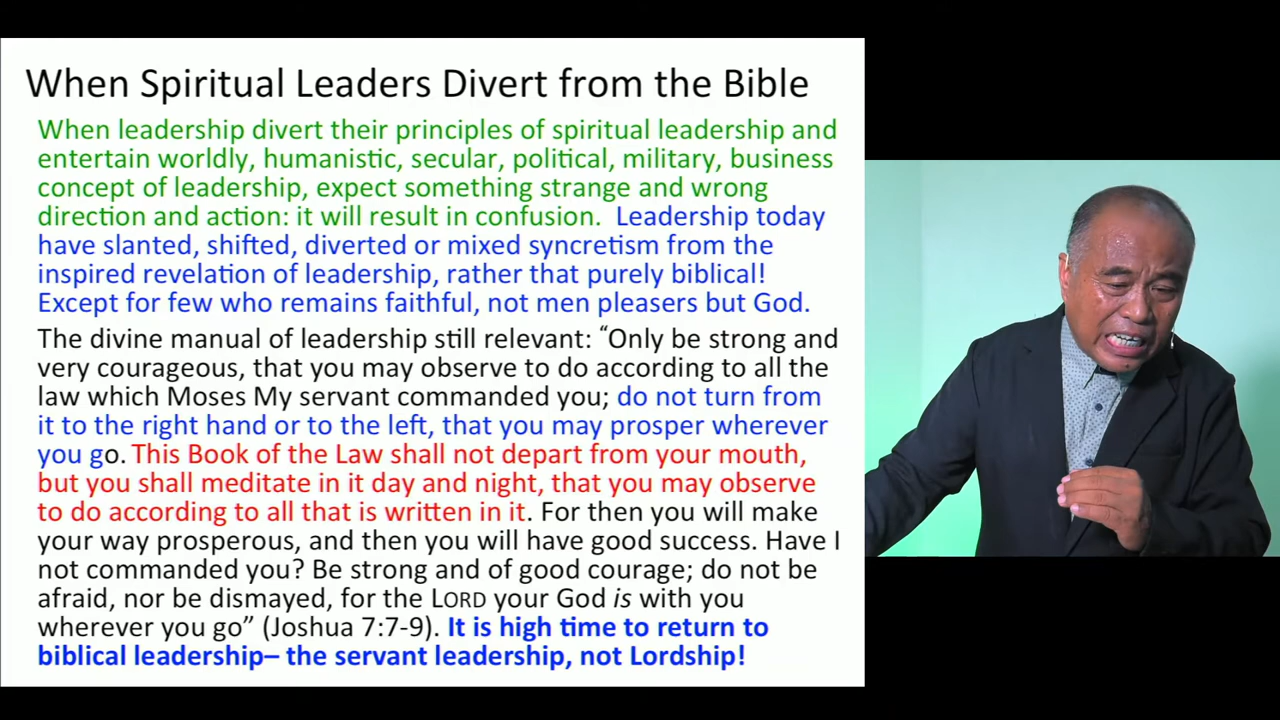 When Spiritual Leaders Divert from the Bible
When leadership divert their principles of spiritual leadership and
entertain worldly, humanistic, secular, political, military, business
concept of leadership, expect something strange and wrong
direction and action: it will result in confusion.  Leadership today
have slanted, shifted, diverted or mixed syncretism from the
inspired revelation of leadership, rather that purely biblical!
Except for few who remains faithful, not men pleasers but God.
The divine manual of leadership still relevant: “Only be strong and
very courageous, that you may observe to do according to all the
law which Moses My servant commanded you; do not turn from
it to the right hand or to the left, that you may prosper wherever
you go. This Book of the Law shall not depart from your mouth,
but you shall meditate in it day and night, that you may observe
to do according to all that is written in it. For then you will make
your way prosperous, and then you will have good success. Have I
not commanded you? Be strong and of good courage; do not be
afraid, nor be dismayed, for the LORD your God is with you
wherever you go” (Joshua 7:7-9). It is high time to return to
biblical leadership– the servant leadership, not Lordship!